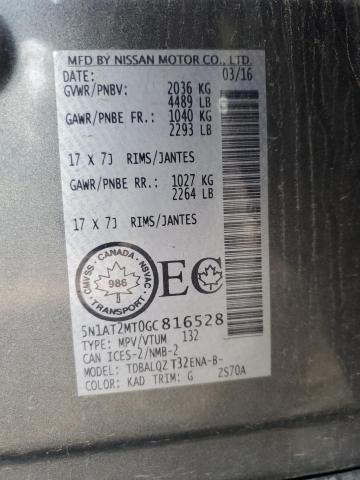 MFD BY NISSAN MOTOR CO., LTD.
DATE: 03/16
GVWR/PNBV: 2036 KG
4489 LB
GAWR/PNBE FR.: 1040 KG
2293 LB
17 X 7J RIMS/JANTES
GAWR/PNBE RR.: 1027 KG
2264 LB
17 X 7J RIMS/JANTES
CANADA
CMVSS NSVAC
986
TRANSPORT
EC
5N1AT2MT0GC816528
TYPE: MPV/VTUM 132
CAN ICES-2/NMB-2
MODEL: TDBALQZ T32ENA-B-
COLOR: KAD TRIM: G 2S70A